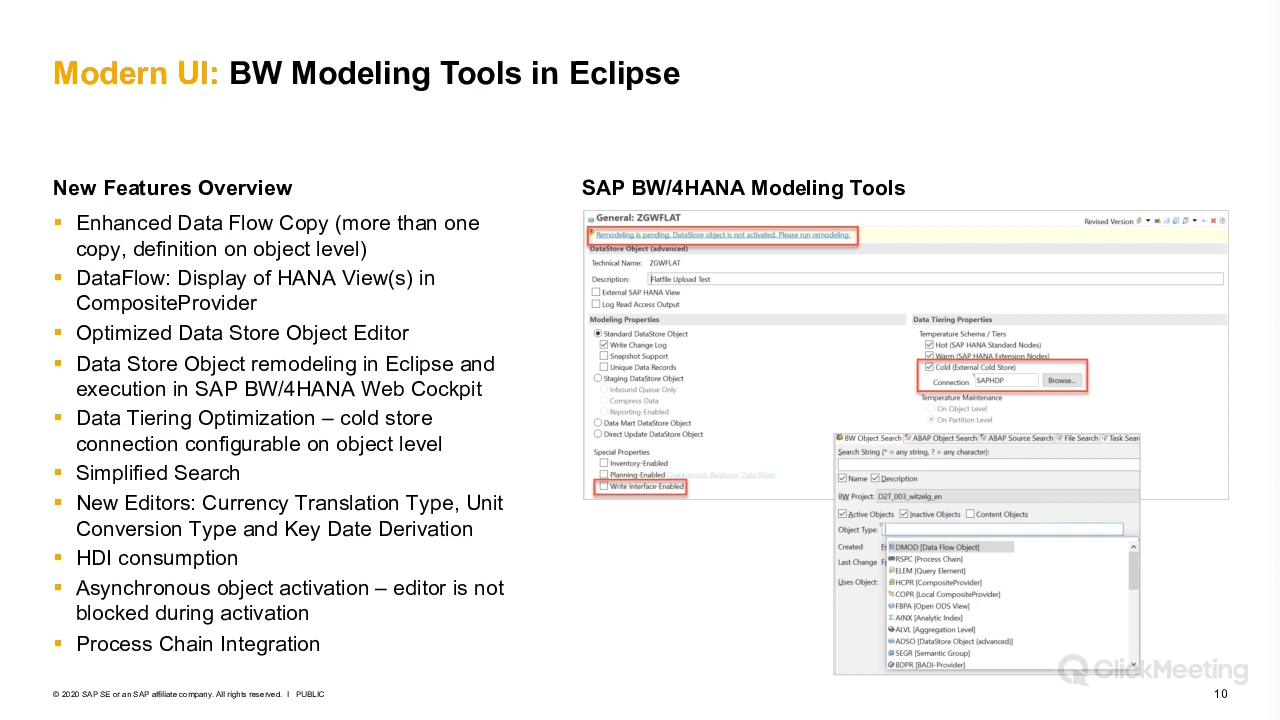 Modern UI: BW Modeling Tools in Eclipse
New Features Overview
Enhanced Data Flow Copy (more than one
copy, definition on object level)
DataFlow: Display of HANA View(s) in
CompositeProvider
Optimized Data Store Object Editor
Data Store Object remodeling in Eclipse and
execution in SAP BW/4HANA Web Cockpit
Data Tiering Optimization – cold store
connection configurable on object level
Simplified Search
New Editors: Currency Translation Type, Unit
Conversion Type and Key Date Derivation
HDI consumption
Asynchronous object activation – editor is not
blocked during activation
Process Chain Integration
SAP BW/4HANA Modeling Tools
General: ZGWFLAT
Revised Version
Remodeling is pending. DataStore object is not activated. Please run remodeling.
DataStore Object (advanced)
Technical Name: ZGWFLAT
Description: Flatfile Upload Test
External SAP HANA View
Log Read Access Output
Modeling Properties
Standard DataStore Object
Write Change Log
Snapshot Support
Unique Data Records
Staging DataStore Object
Inbound Queue Only
Compress Data
Reporting-Enabled
Data Mart DataStore Object
Direct Update DataStore Object
Special Properties
Inventory-Enabled
Planning-Enabled Characteristic Relations Data Slices
Write Interface-Enabled
Data Tiering Properties
Temperature Schema / Tiers
Hot (SAP HANA Standard Nodes)
Warm (SAP HANA Extension Nodes)
Cold (External Cold Store)
Connection SAPHDP Browse...
Temperature Maintenance
On Object Level
On Partition Level
BW Object Search ABAP Object Search ABAP Source Search File Search Task Sear
Search String (* = any string, ? = any character):
Name Description
BW Project: D2T_003_witzelg_en
Active Objects Inactive Objects Content Objects
Object Type:
Created
Last Change
Uses Object:
DMOD [Data Flow Object]
RSPC [Process Chain]
ELEM [Query Element]
HCPR [CompositeProvider]
COPR [Local CompositeProvider]
FBPA [Open ODS View]
AINX [Analytic Index]
ALVL [Aggregation Level]
ADSO [DataStore Object (advanced)]
SEGR [Semantic Group]
BDPR [BADI-Provider]
ClickMeeting
© 2020 SAP SE or an SAP affiliate company. All rights reserved. I PUBLIC
10